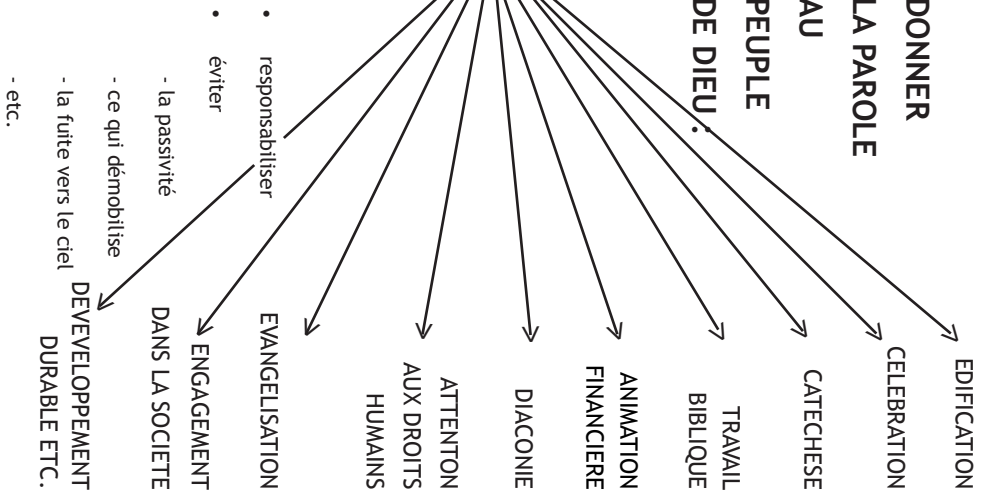 DONNER
LA PAROLE
AU
PEUPLE
DE DIEU :
• responsabiliser
• éviter
- la passivité
- ce qui démobilise
- la fuite vers le ciel
- etc.
EDIFICATION
CELEBRATION
CATECHESE
TRAVAIL
BIBLIQUE
ANIMATION
FINANCIERE
DIACONIE
ATTENTON
AUX DROITS
HUMAINS
EVANGELISATION
ENGAGEMENT
DANS LA SOCIETE
DEVEVELOPPEMENT
DURABLE ETC.